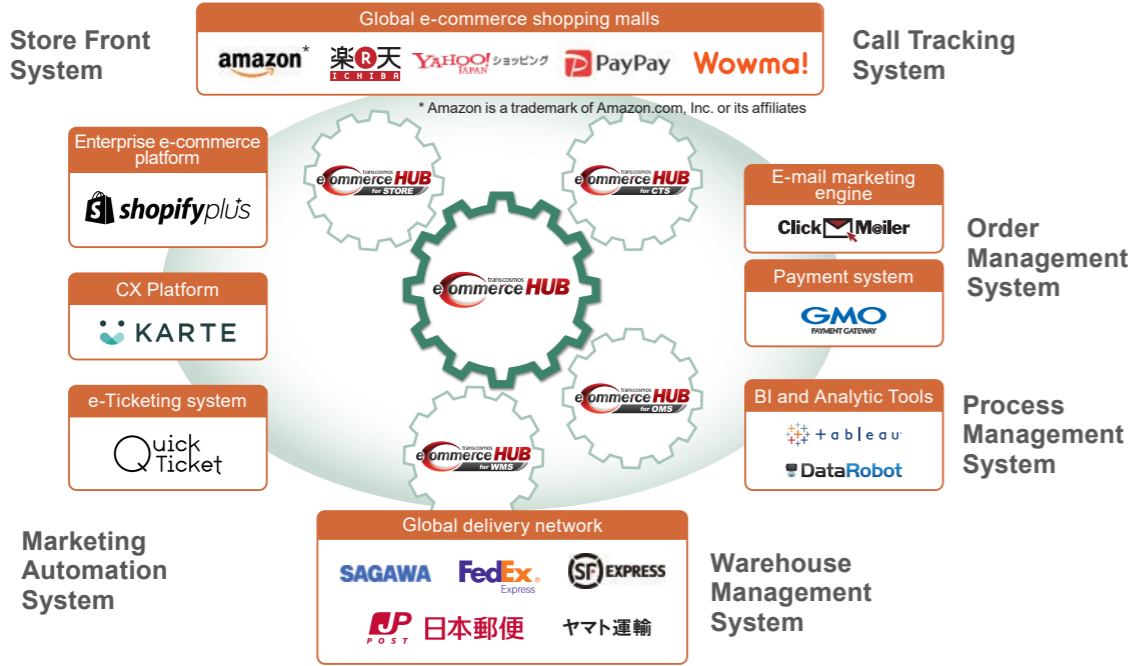 Global e-commerce shopping malls
Store Front
System
amazon*
楽R天
ICHIBA
YAHOO!
JAPAN
ショッピング
P PayPay
Wowma!
Call Tracking
System
* Amazon is a trademark of Amazon.com, Inc. or its affiliates
Enterprise e-commerce
platform
S shopifyplus
transcosmos
eCommerce HUB
for STORE
transcosmos
eCommerce HUB
for CTS
E-mail marketing
engine
Click M@iler
Order
Management
System
transcosmos
eCommerce HUB
CX Platform
KARTE
Payment system
GMO
PAYMENT GATEWAY
transcosmos
eCommerce HUB
for OMS
e-Ticketing system
Quick
Ticket
BI and Analytic Tools
+ableau
DataRobot
Process
Management
System
transcosmos
eCommerce HUB
for WMS
Marketing
Automation
System
Global delivery network
SAGAWA
FedEx®
Express
SF EXPRESS
JP
POST
日本郵便
ヤマト運輸
Warehouse
Management
System